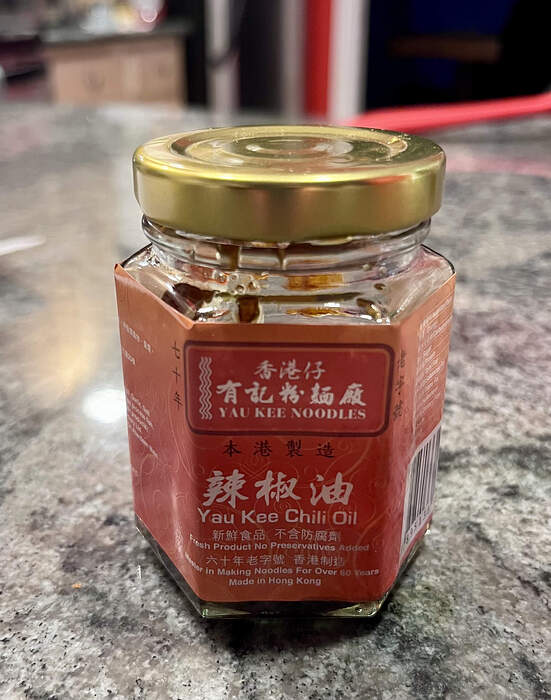 七十年
香港仔
有記粉麵廠
YAU KEE NOODLES
本港製造
辣椒油
Yau Kee Chili Oil
新鮮食品 不含防腐劑
Fresh Product No Preservatives Added
六十年老字號 香港制造
Master in Making Noodles For Over 60 Years
Made in Hong Kong